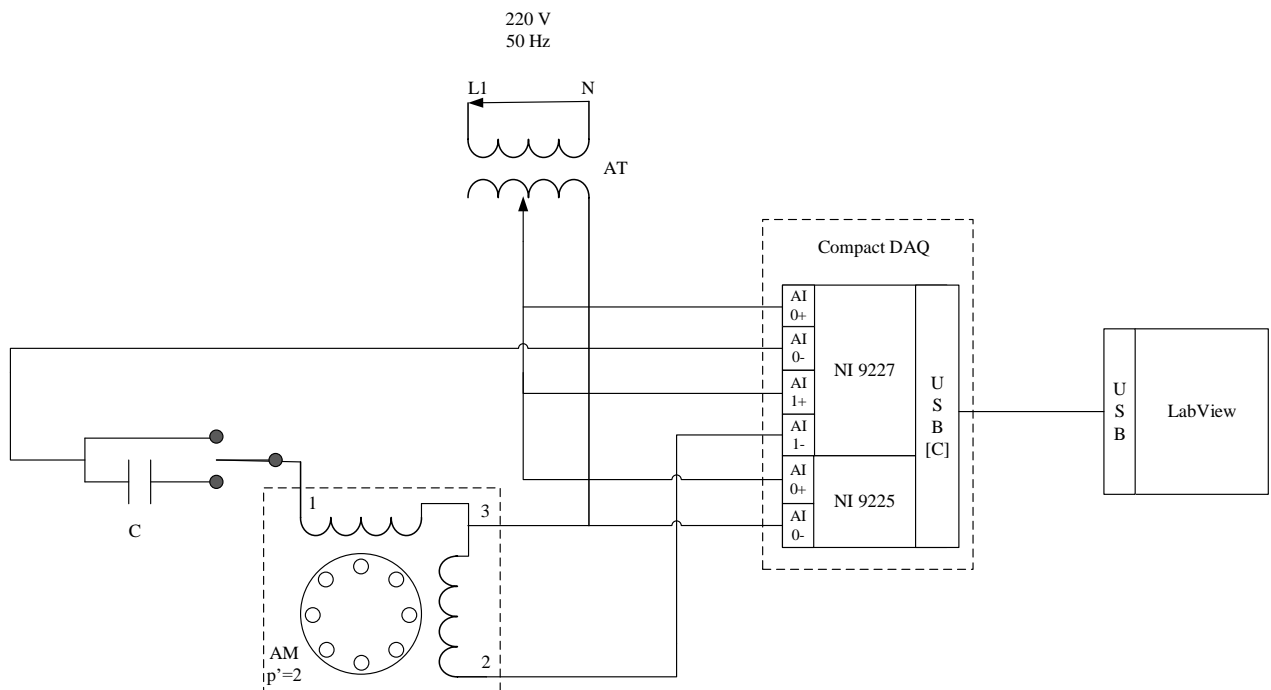 220 V
50 Hz
L1
N
AT
Compact DAQ
AI
0+
AI
0-
AI
1+
AI
1-
NI 9227
AI
0+
AI
0-
NI 9225
U
S
B
[C]
U
S
B
LabView
C
1
3
2
AM
p’=2